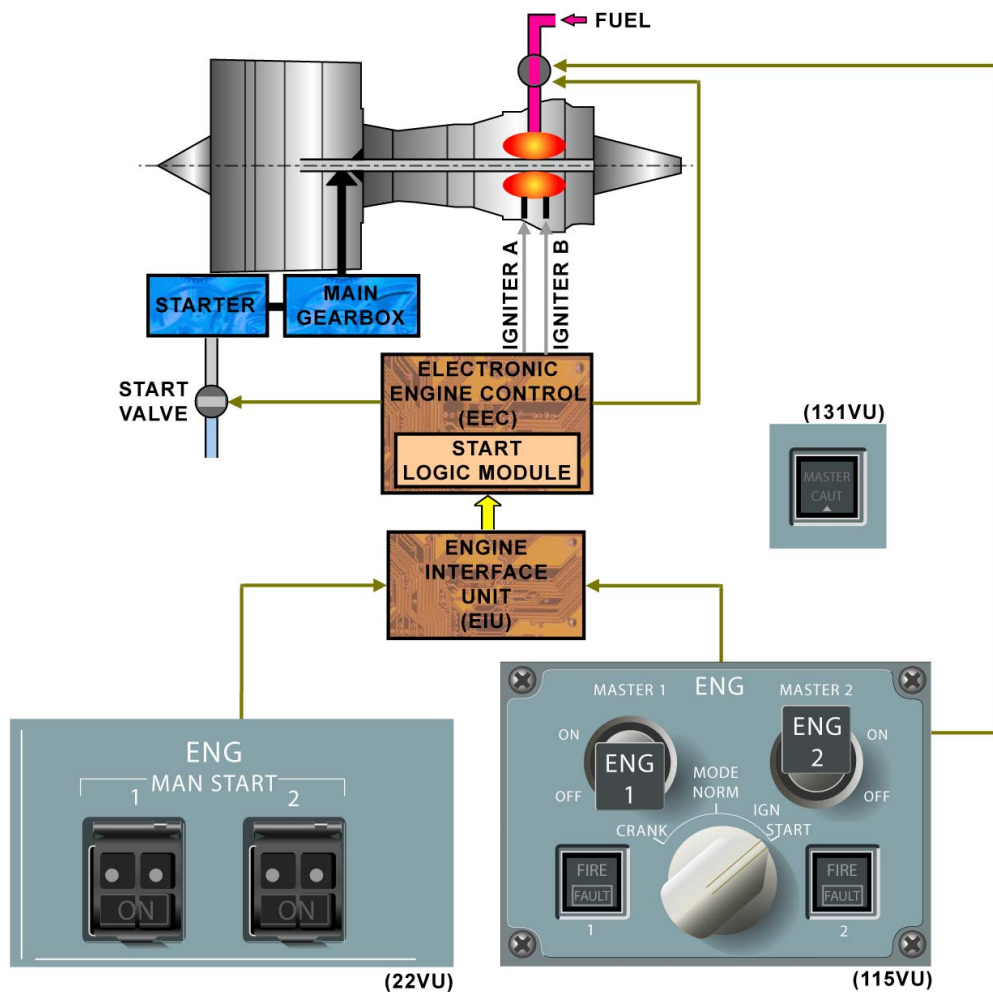 FUEL
IGNITER A
IGNITER B
STARTER
MAIN
GEARBOX
START
VALVE
ELECTRONIC
ENGINE CONTROL
(EEC)
START
LOGIC MODULE
(131VU)
MASTER
CAUT
ENGINE
INTERFACE
UNIT
(EIU)
ENG
MAN START
1 2
ON ON
(22VU)
MASTER 1 ENG MASTER 2
ON ENG 2 ON
OFF ENG 1 OFF
MODE
NORM
CRANK IGN
START
FIRE FIRE
FAULT FAULT
1 2
(115VU)